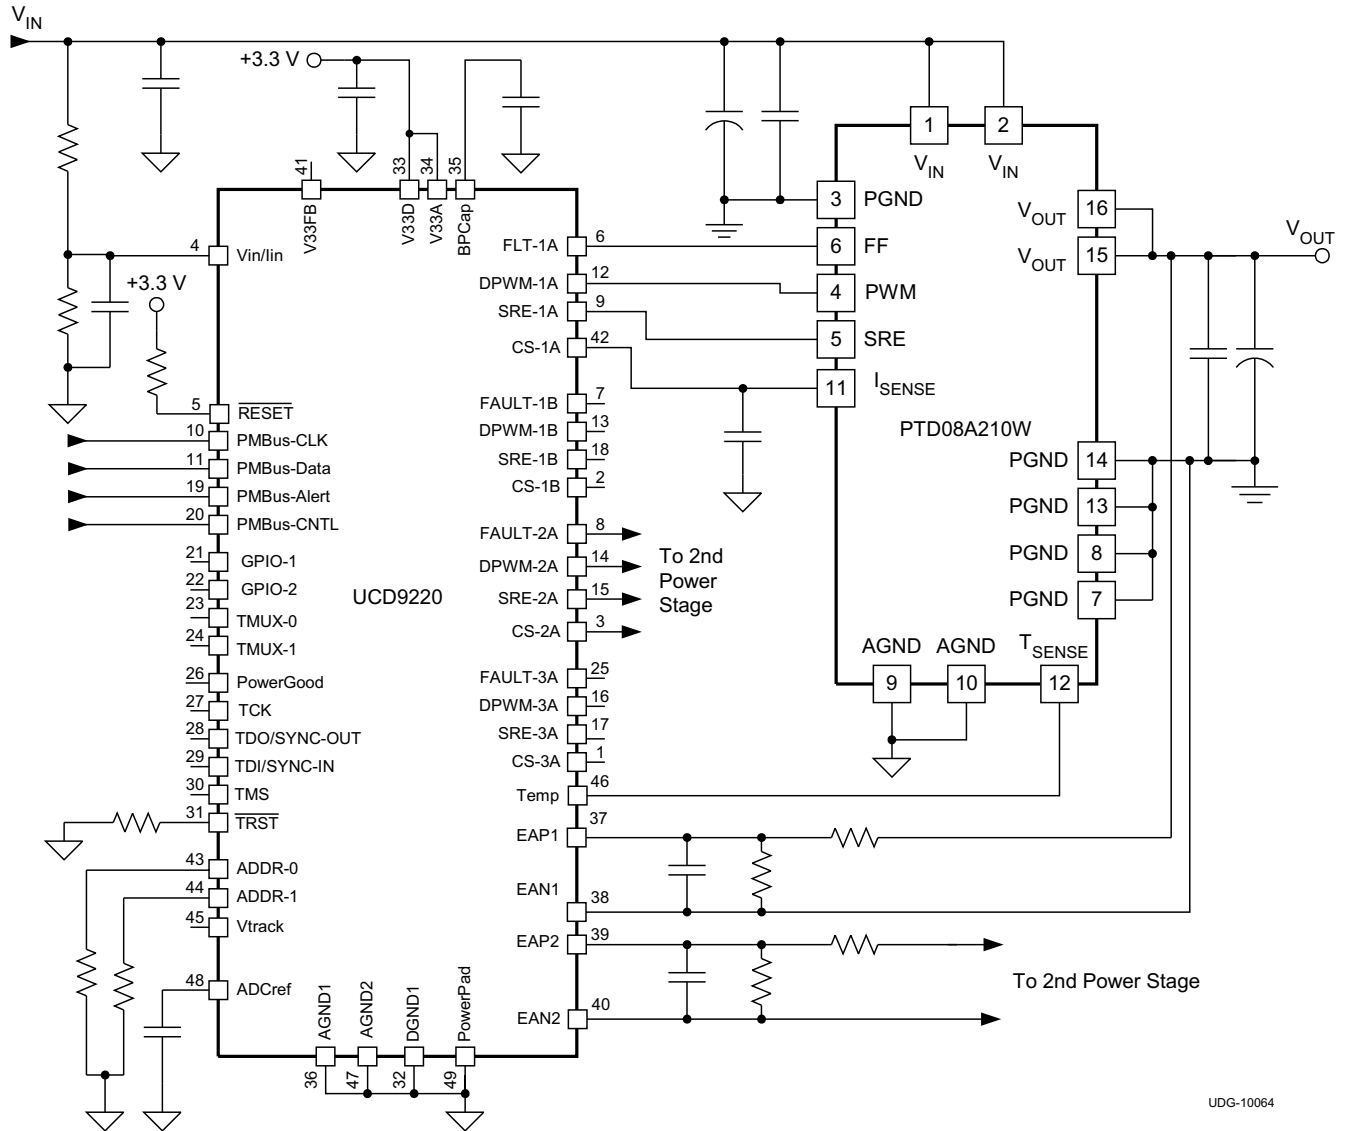 VIN
+3.3 V
41
33
34
35
V33FB
V33D
V33A
BPCap
1
2
VIN
VIN
3
PGND
16
VOUT
15
VOUT
VOUT
4
Vin/Iin
+3.3 V
FLT-1A
6
6
FF
DPWM-1A
12
4
PWM
SRE-1A
9
5
SRE
CS-1A
42
11
ISENSE
5
RESET
10
PMBus-CLK
11
PMBus-Data
19
PMBus-Alert
20
PMBus-CNTL
21
GPIO-1
22
GPIO-2
23
TMUX-0
24
TMUX-1
26
PowerGood
27
TCK
28
TDO/SYNC-OUT
29
TDI/SYNC-IN
30
TMS
31
TRST
43
ADDR-0
44
ADDR-1
45
Vtrack
48
ADCref
UCD9220
FAULT-1B
7
DPWM-1B
13
SRE-1B
18
CS-1B
2
FAULT-2A
8
DPWM-2A
14
SRE-2A
15
CS-2A
3
To 2nd
Power
Stage
FAULT-3A
25
DPWM-3A
16
SRE-3A
17
CS-3A
1
Temp
46
EAP1
37
EAN1
38
EAP2
39
EAN2
40
PTD08A210W
PGND
14
PGND
13
PGND
8
PGND
7
AGND
AGND
TSENSE
9
10
12
To 2nd Power Stage
AGND1
AGND2
DGND1
PowerPad
36
47
32
49
UDG-10064